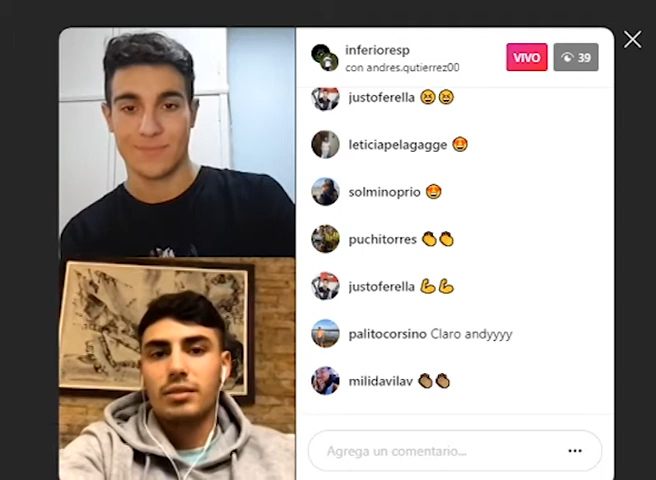 inferioresp
con andres.gutierrez00
VIVO
39
justoferella
leticiapelagagge
solminoprio
puchitorres
justoferella
palitocorsino Claro andyyyy
milidavilav
Agrega un comentario...